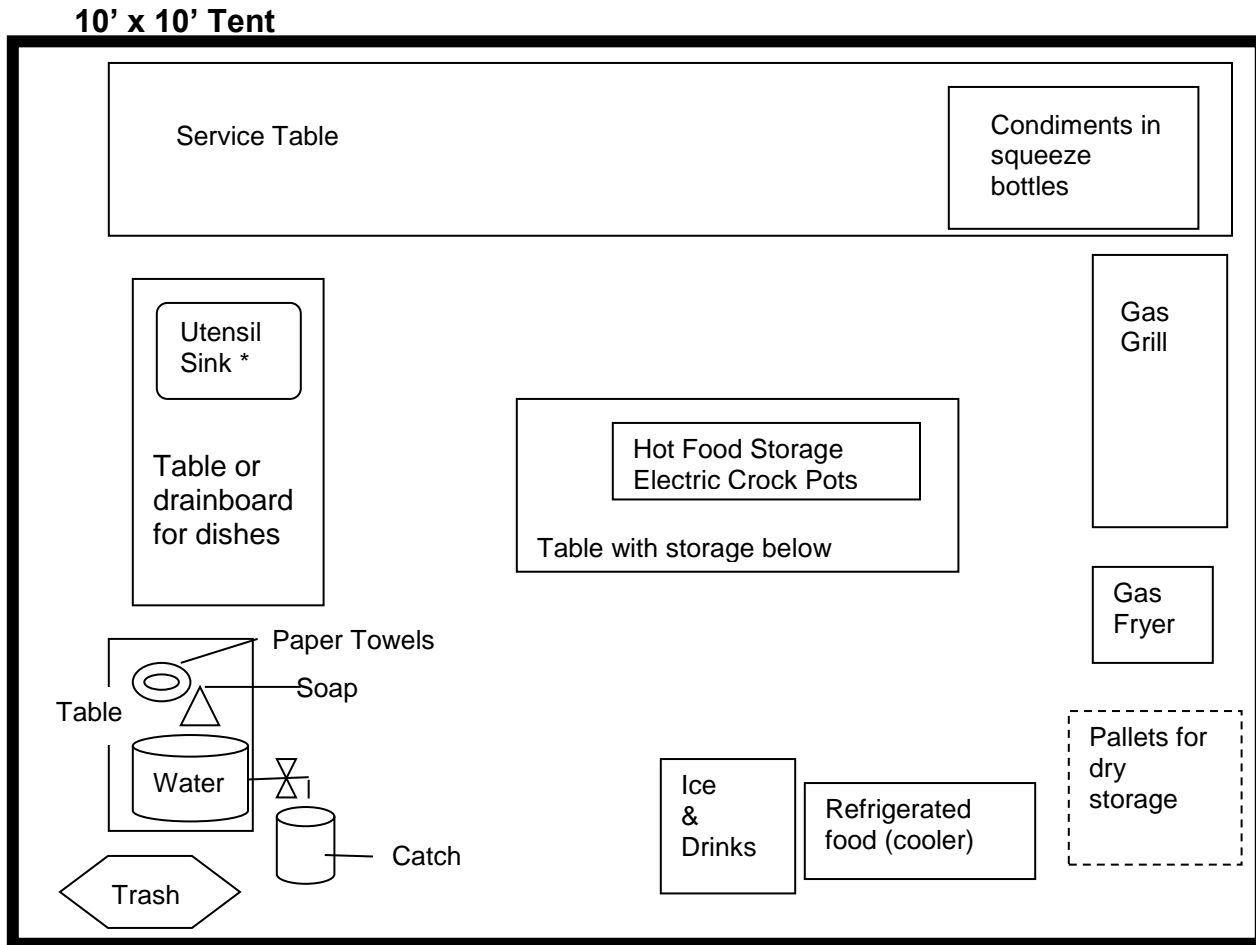 10’ x 10’ Tent
Service Table
Condiments in
squeeze
bottles
Utensil
Sink *
Table or
drainboard
for dishes
Hot Food Storage
Electric Crock Pots
Table with storage below
Gas
Grill
Gas
Fryer
Paper Towels
Soap
Table
Water
Catch
Trash
Ice
&
Drinks
Refrigerated
food (cooler)
Pallets for
dry
storage